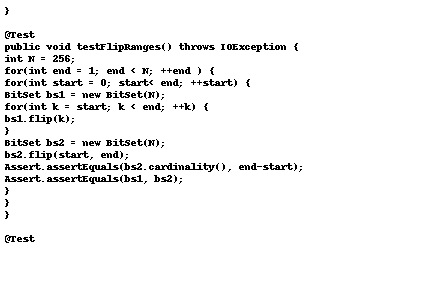 }

@Test
public void testFlipRanges() throws IOException {
int N = 256;
for(int end = 1; end < N; ++end ) {
for(int start = 0; start< end; ++start) {
BitSet bs1 = new BitSet(N);
for(int k = start; k < end; ++k) {
bs1.flip(k);
}
BitSet bs2 = new BitSet(N);
bs2.flip(start, end);
Assert.assertEquals(bs2.cardinality(), end-start);
Assert.assertEquals(bs1, bs2);
}
}
}

@Test